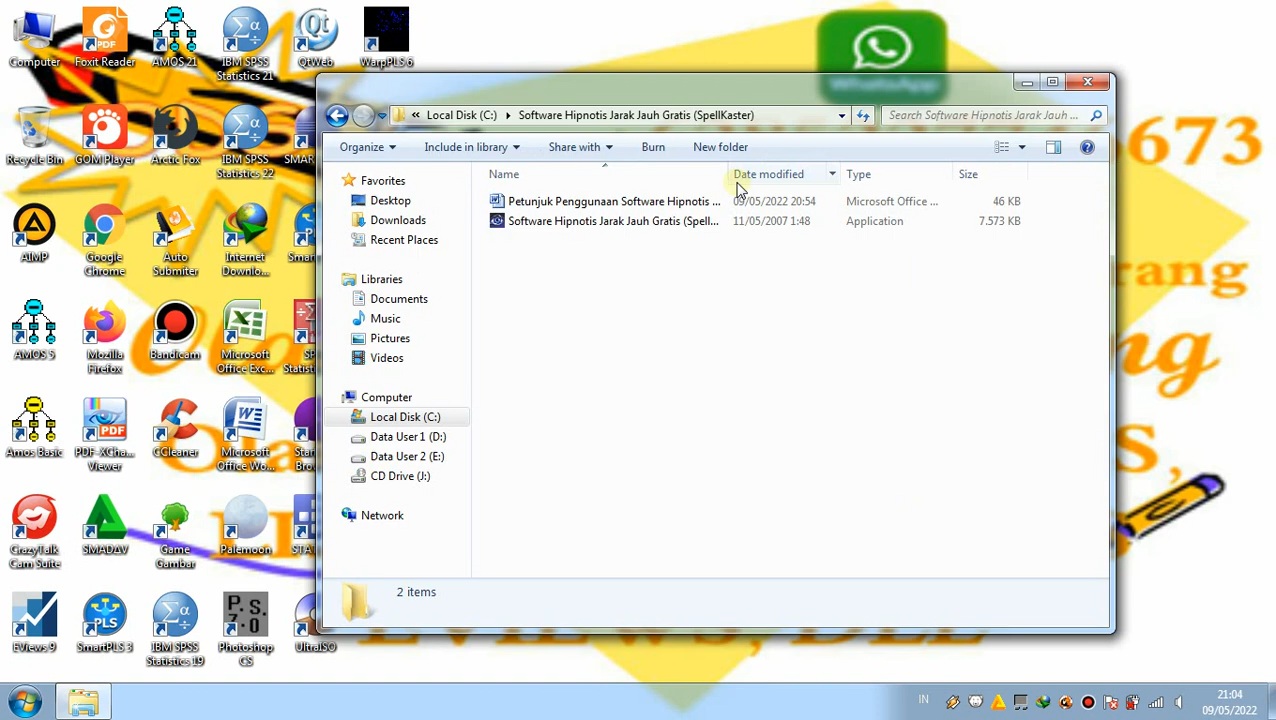 Computer
Foxit Reader
AMOS 21
IBM SPSS
Statistics 21
QtWeb
WarpPLS 6
Recycle Bin
GOM Player
Arctic Fox
IBM SPSS
Statistics 22
AIMP
Google
Chrome
Auto
Submiter
Internet
Downlo...
AMOS 5
Mozilla
Firefox
Bandicam
Microsoft
Office Exc...
Amos Basic
PDF-XCha...
Viewer
CCleaner
Microsoft
Office Wo...
CrazyTalk
Cam Suite
SMADΔV
Game
Gambar
Palemoon
EViews 9
SmartPLS 3
IBM SPSS
Statistics 19
Photoshop
CS
UltraISO
« Local Disk (C:) Software Hipnotis Jarak Jauh Gratis (SpellKaster)
Search Software Hipnotis Jarak Jauh ...
Organize Include in library Share with Burn New folder
Name Date modified Type Size
Petunjuk Penggunaan Software Hipnotis ... 09/05/2022 20:54 Microsoft Office ... 46 KB
Software Hipnotis Jarak Jauh Gratis (Spell... 11/05/2007 1:48 Application 7.573 KB
Favorites
Desktop
Downloads
Recent Places
Libraries
Documents
Music
Pictures
Videos
Computer
Local Disk (C:)
Data User 1 (D:)
Data User 2 (E:)
CD Drive (J:)
Network
2 items
673
EVIEWS, DLL
IN
21:04
09/05/2022